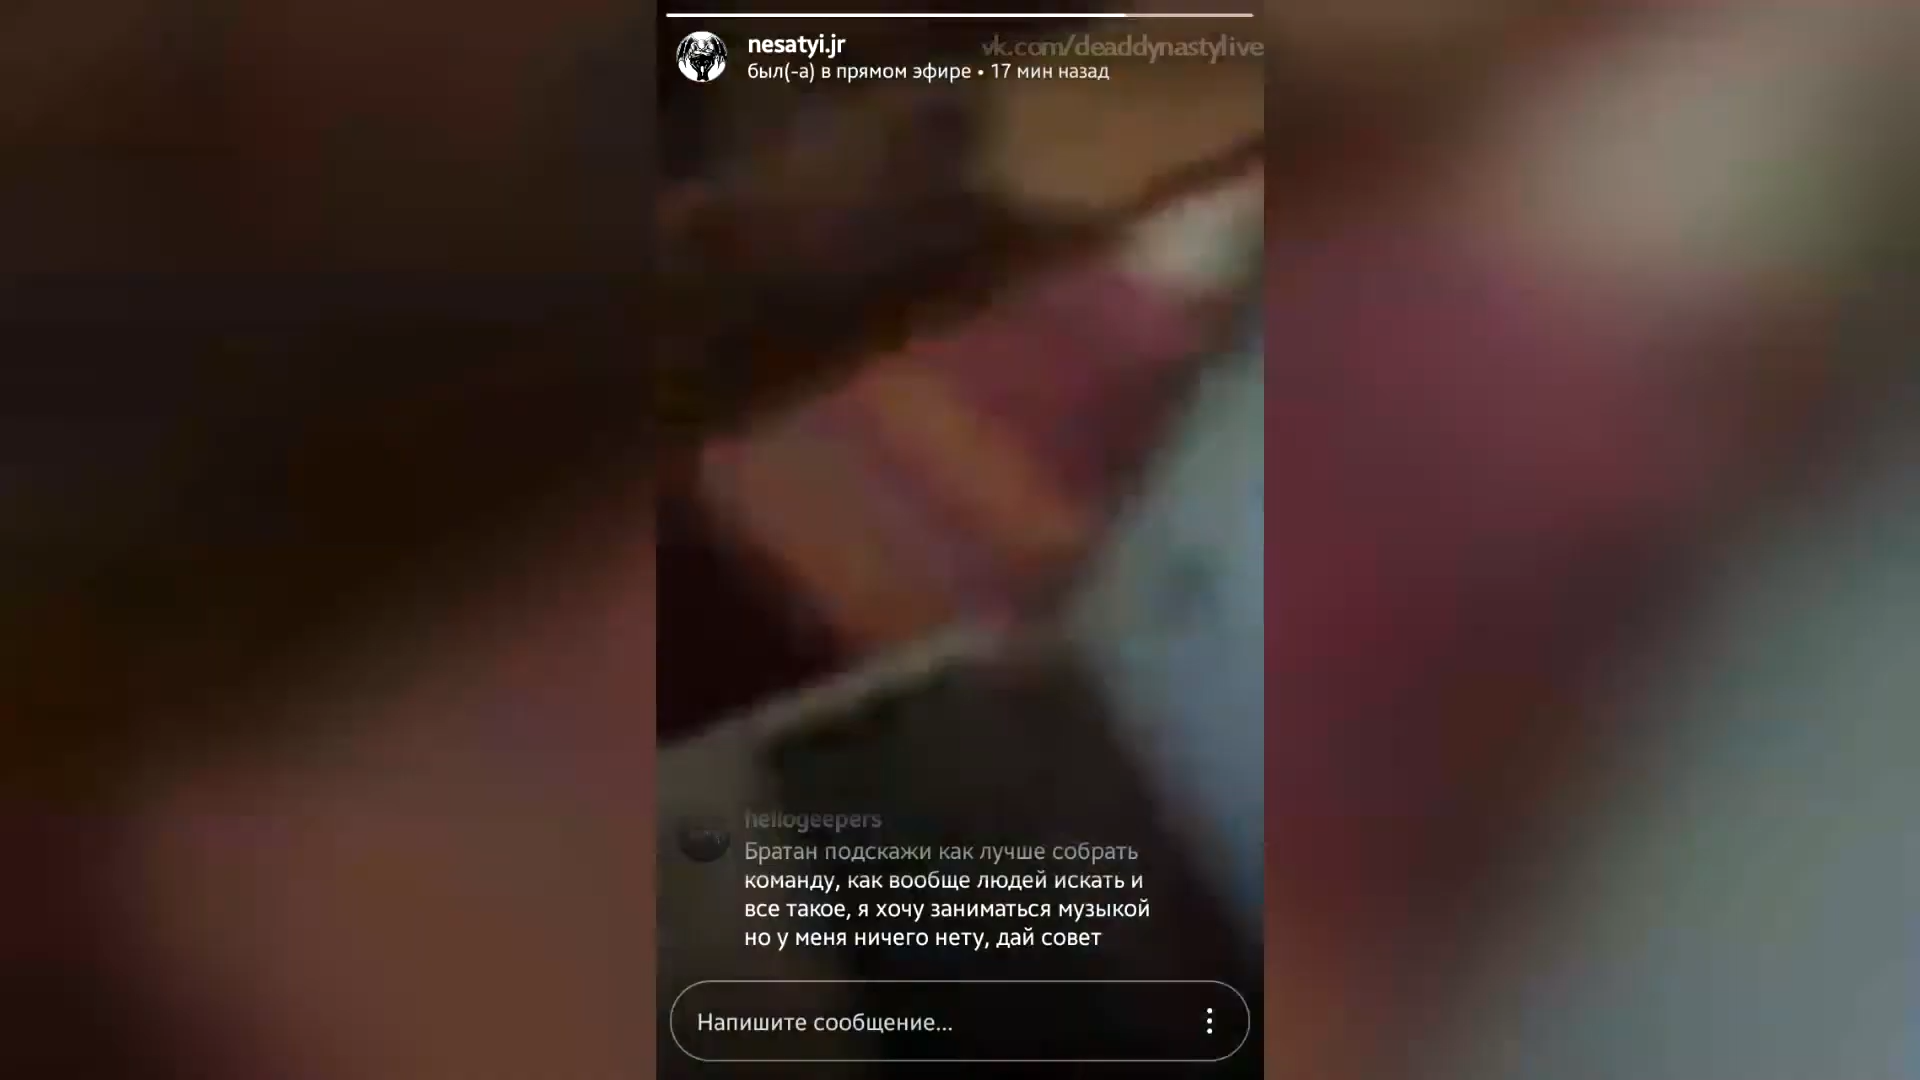 nesatyi.jr
vk.com/deaddynastylive
был(-а) в прямом эфире • 17 мин назад
hellogeepers
Братан подскажи как лучше собрать
команду, как вообще людей искать и
все такое, я хочу заниматься музыкой
но у меня ничего нету, дай совет
Напишите сообщение...